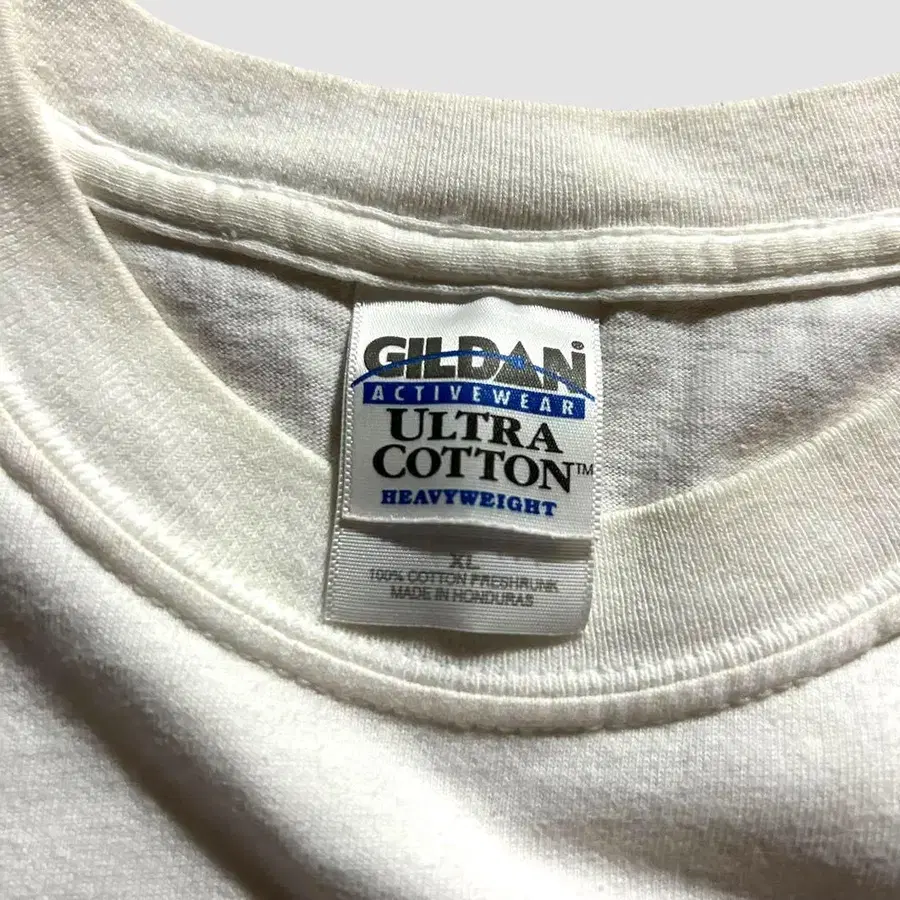 GILDAN
ACTIVEWEAR
ULTRA
COTTON™
HEAVYWEIGHT
XL
100% COTTON PRESHRUNK
MADE IN HONDURAS